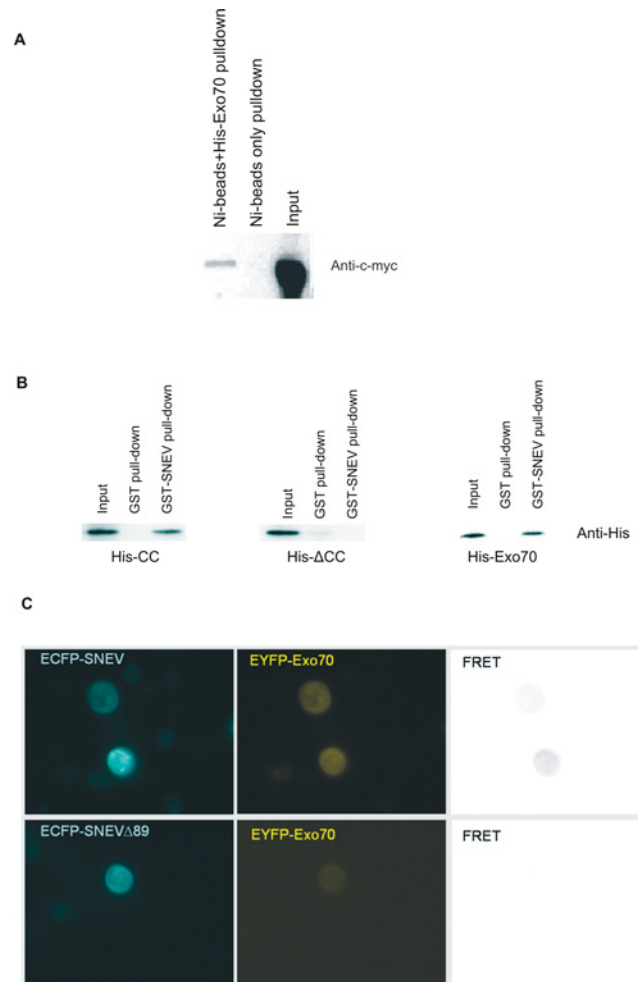 A
Ni-beads+His-Exo70 pulldown
Ni-beads only pulldown
Input
Anti-c-myc
B
Input
GST pull-down
GST-SNEV pull-down
His-CC
Input
GST pull-down
GST-SNEV pull-down
His-ΔCC
Input
GST pull-down
GST-SNEV pull-down
His-Exo70
Anti-His
C
ECFP-SNEV
EYFP-Exo70
FRET
ECFP-SNEVΔ89
EYFP-Exo70
FRET